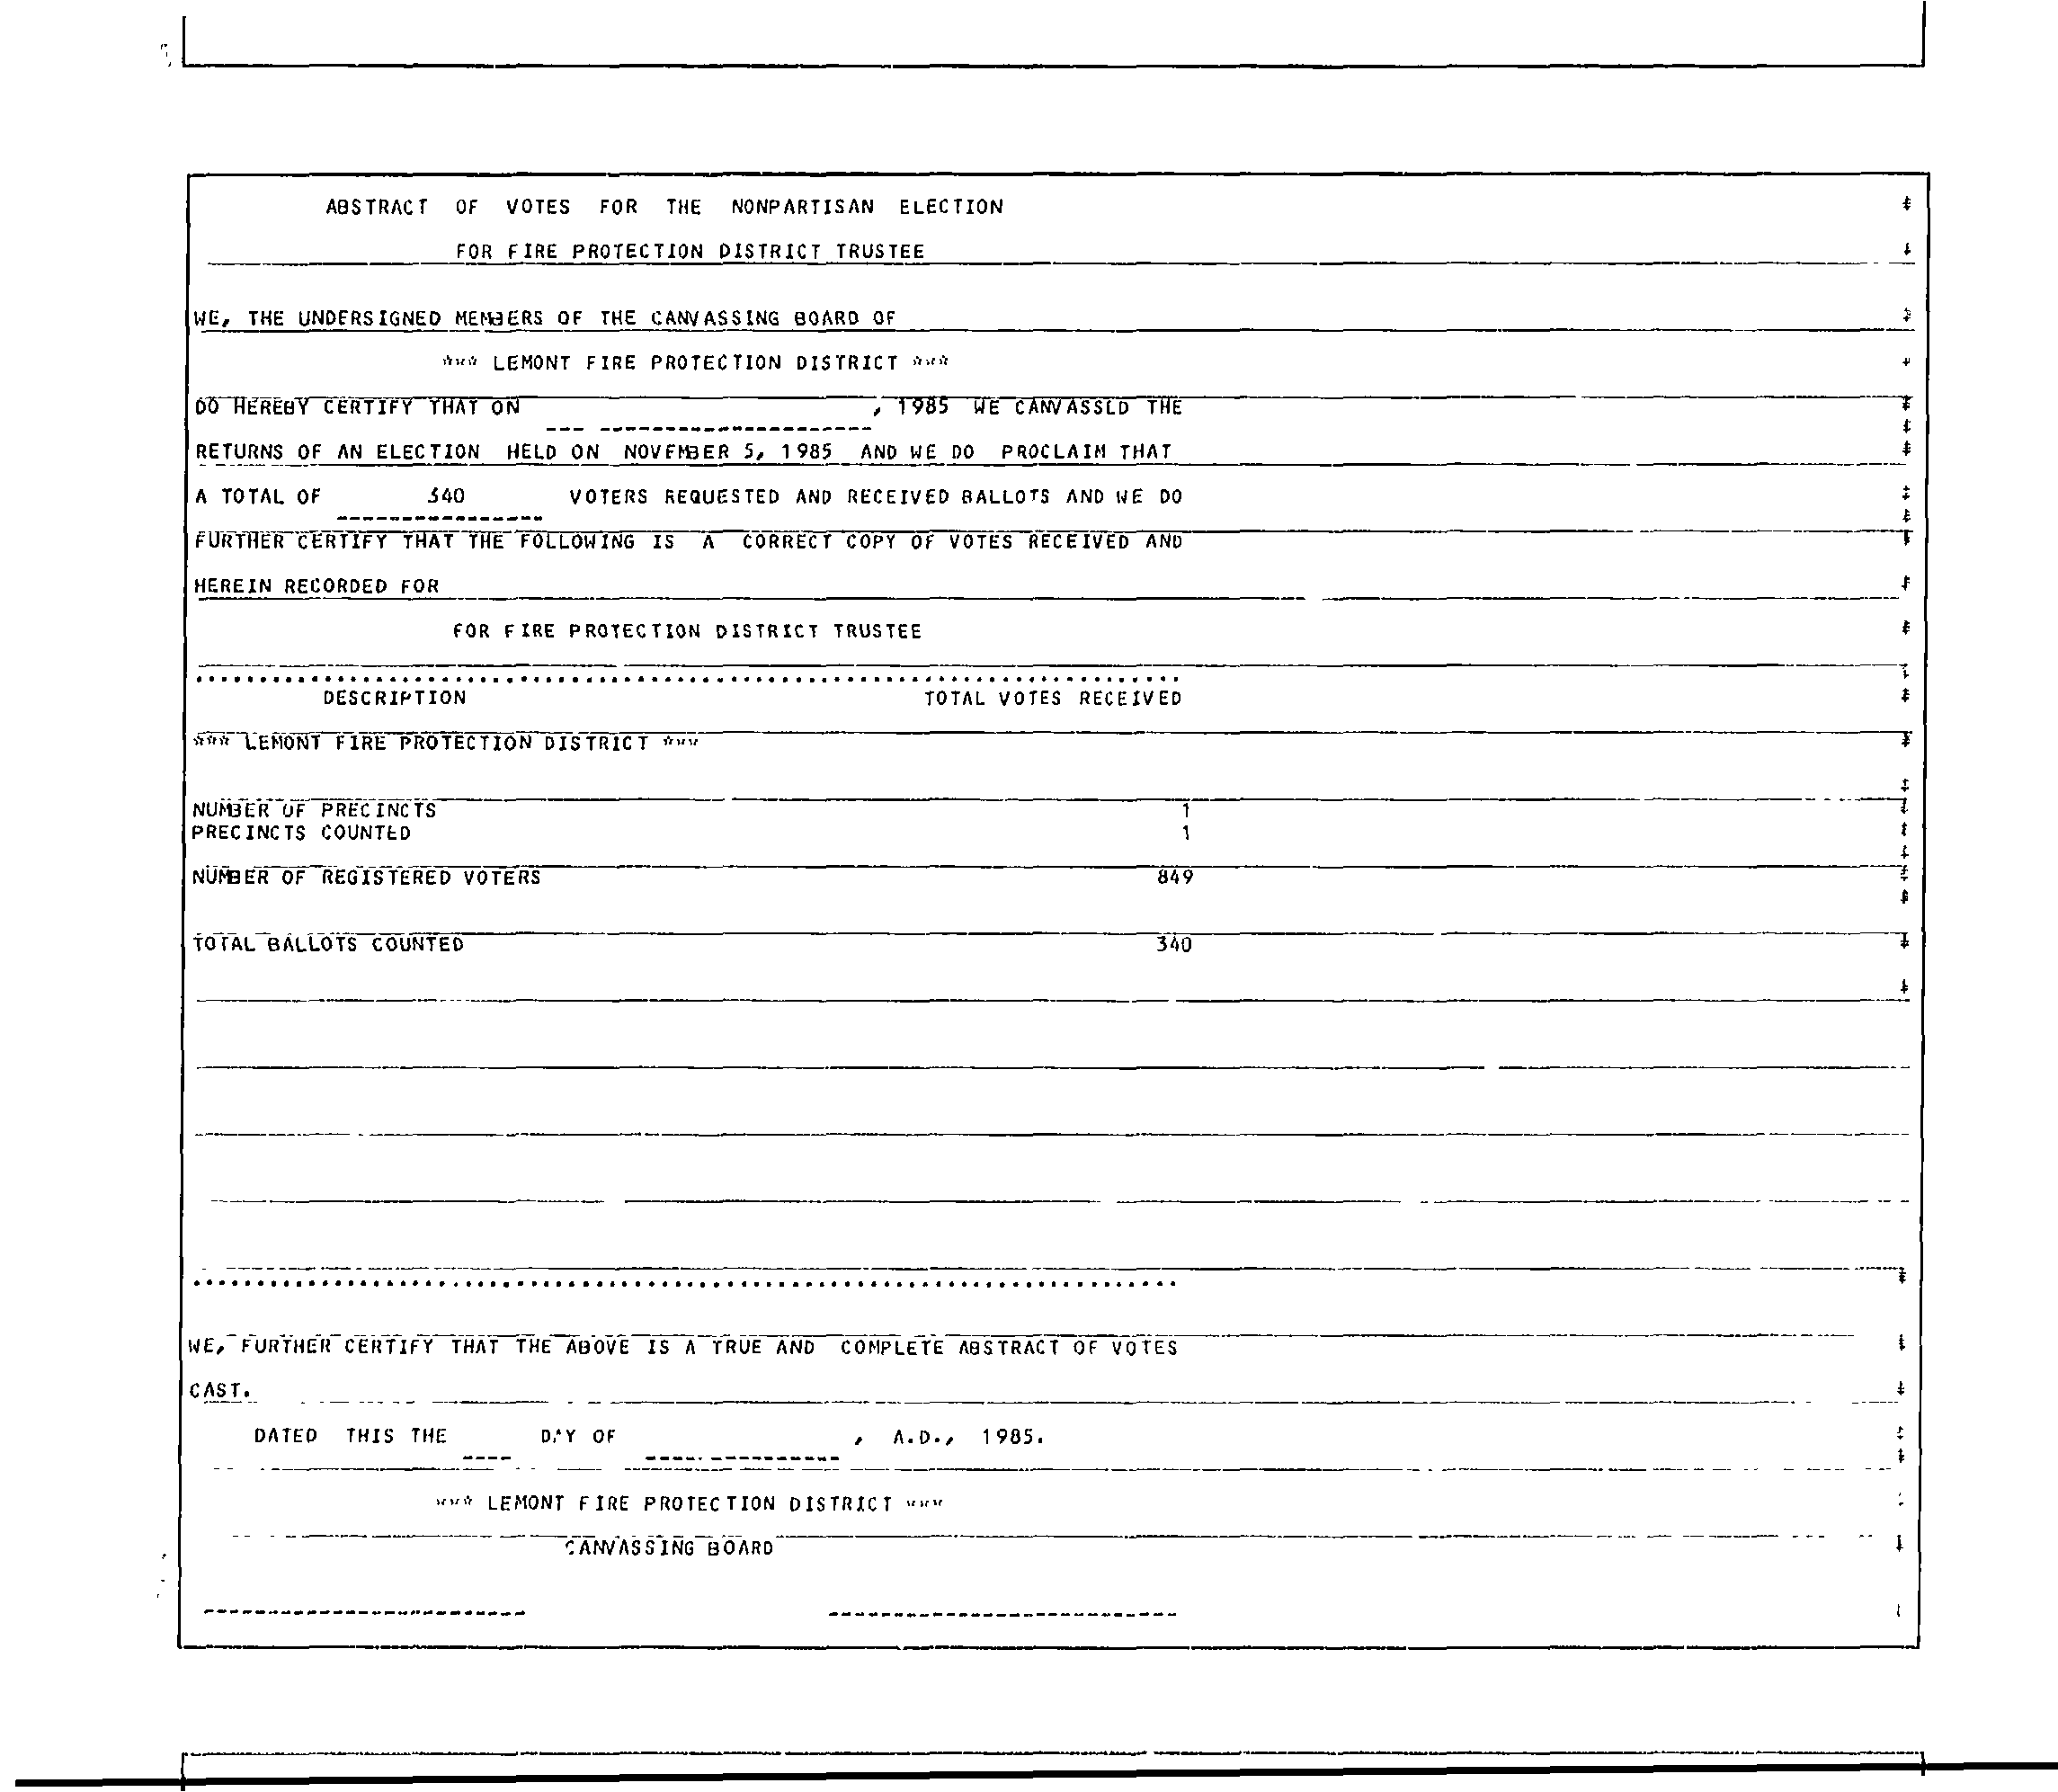 ABSTRACT OF VOTES FOR THE NONPARTISAN ELECTION
FOR FIRE PROTECTION DISTRICT TRUSTEE
WE, THE UNDERSIGNED MEMBERS OF THE CANVASSING BOARD OF
*** LEMONT FIRE PROTECTION DISTRICT ***
DO HEREBY CERTIFY THAT ON , 1985 WE CANVASSED THE
RETURNS OF AN ELECTION HELD ON NOVEMBER 5, 1985 AND WE DO PROCLAIM THAT
A TOTAL OF 340 VOTERS REQUESTED AND RECEIVED BALLOTS AND WE DO
FURTHER CERTIFY THAT THE FOLLOWING IS A CORRECT COPY OF VOTES RECEIVED AND
HEREIN RECORDED FOR
FOR FIRE PROTECTION DISTRICT TRUSTEE
DESCRIPTION TOTAL VOTES RECEIVED
*** LEMONT FIRE PROTECTION DISTRICT ***
NUMBER OF PRECINCTS 1
PRECINCTS COUNTED 1
NUMBER OF REGISTERED VOTERS 849
TOTAL BALLOTS COUNTED 340
WE, FURTHER CERTIFY THAT THE ABOVE IS A TRUE AND COMPLETE ABSTRACT OF VOTES
CAST.
DATED THIS THE DAY OF , A.D., 1985.
*** LEMONT FIRE PROTECTION DISTRICT ***
CANVASSING BOARD